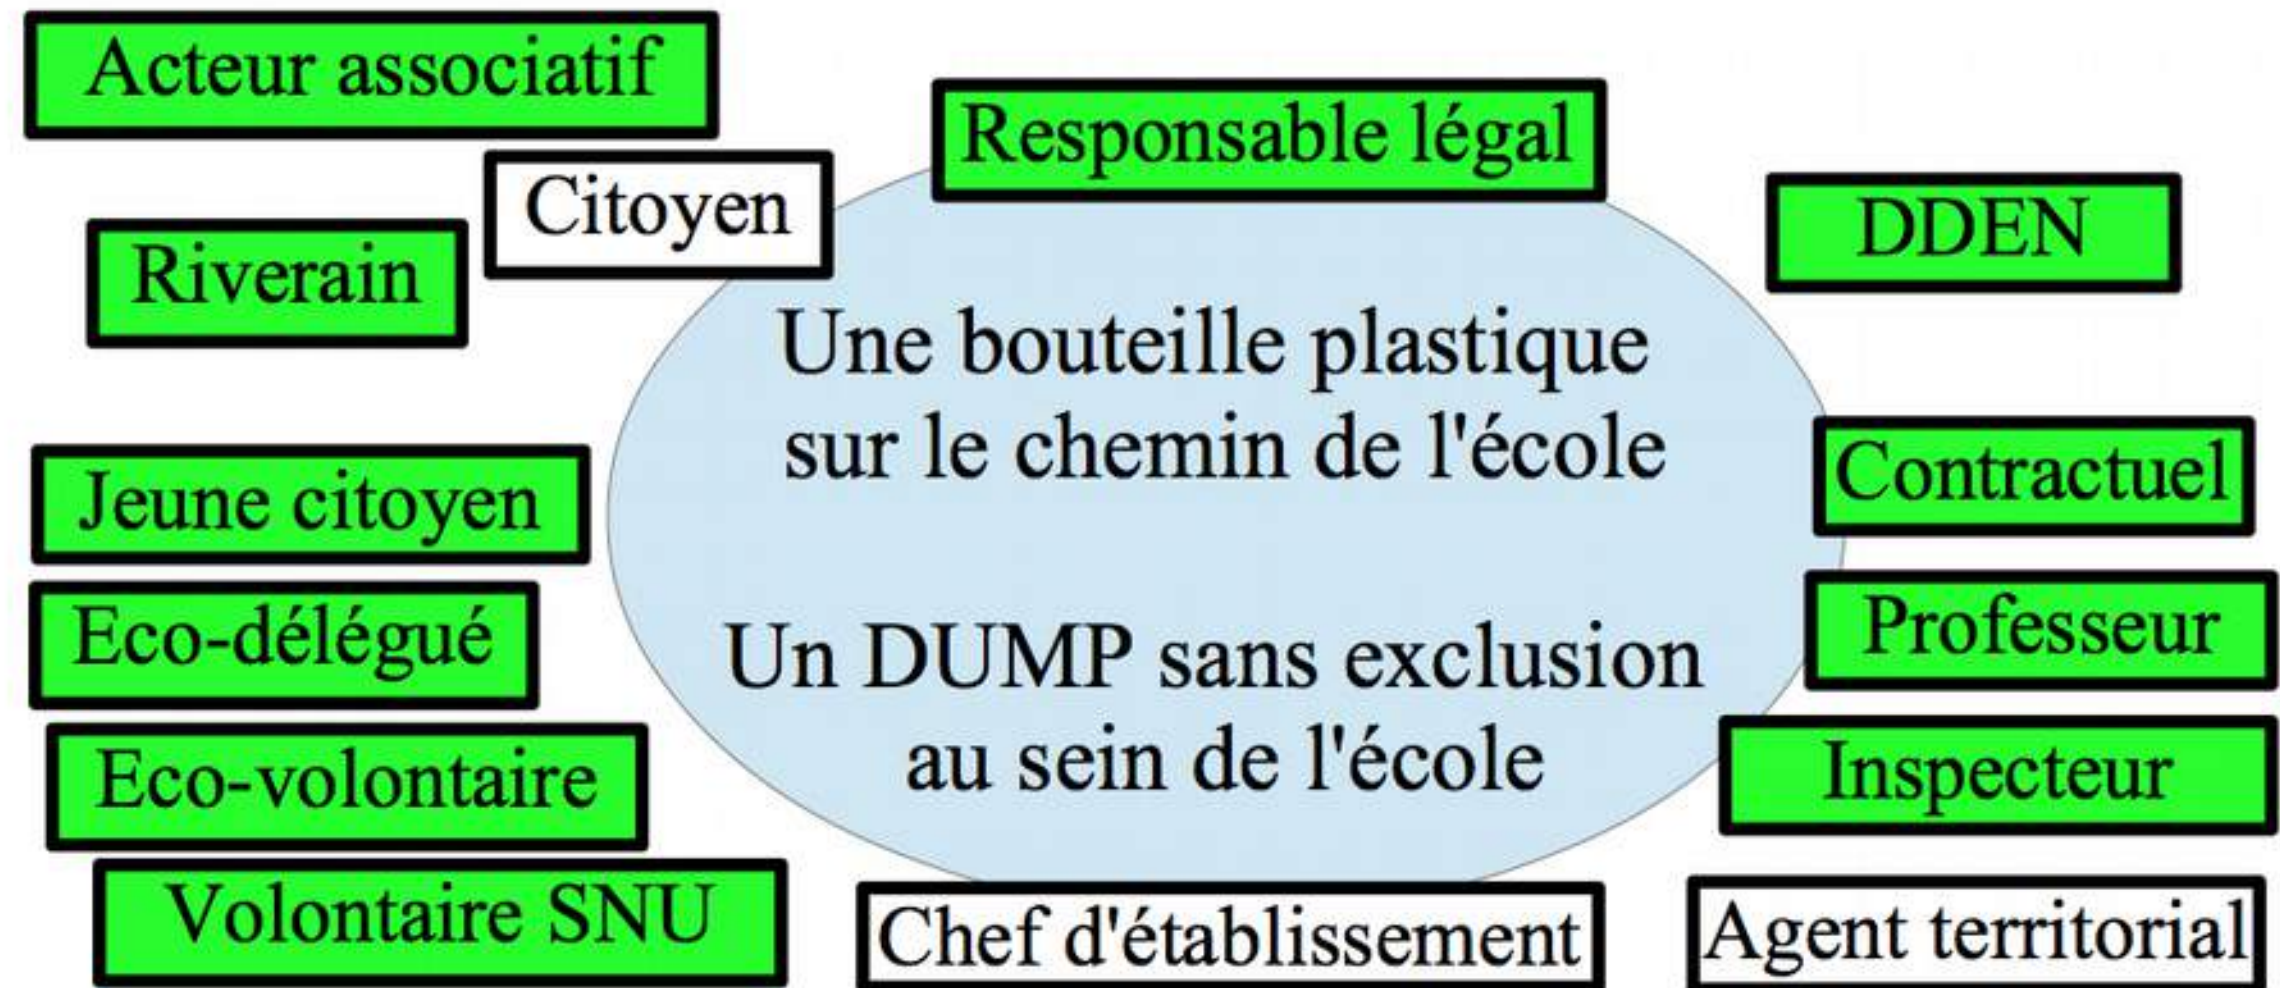 Acteur associatif
Responsable légal
Citoyen
DDEN
Riverain
Une bouteille plastique
sur le chemin de l'école
Contractuel
Jeune citoyen
Professeur
Eco-délégué
Un DUMP sans exclusion
au sein de l'école
Inspecteur
Eco-volontaire
Volontaire SNU
Chef d'établissement
Agent territorial